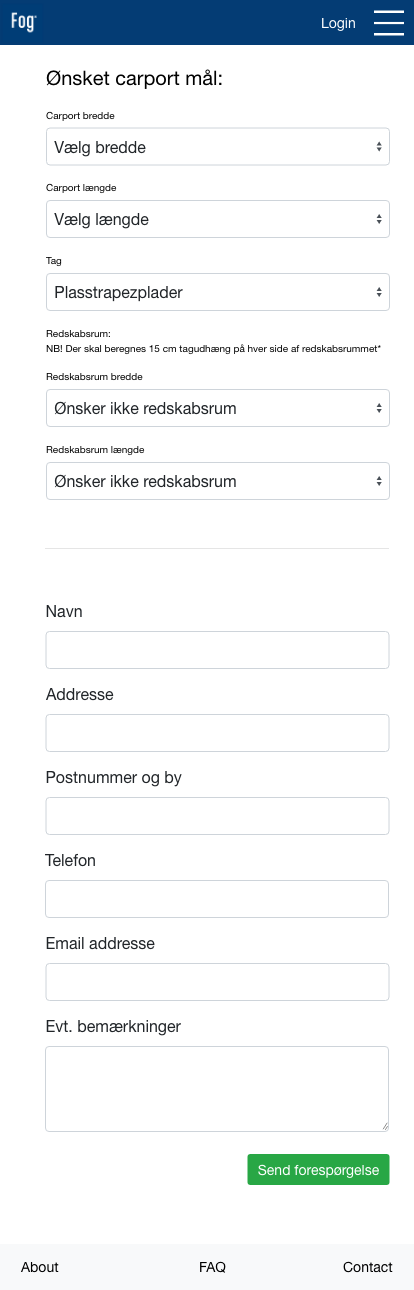 Fog
Login
Ønsket carport mål:
Carport bredde
Vælg bredde
Carport længde
Vælg længde
Tag
Plasstrapezplader
Redskabsrum:
NB! Der skal beregnes 15 cm tagudhæng på hver side af redskabsrummet*
Redskabsrum bredde
Ønsker ikke redskabsrum
Redskabsrum længde
Ønsker ikke redskabsrum
Navn
Addresse
Postnummer og by
Telefon
Email addresse
Evt. bemærkninger
Send forespørgelse
About FAQ Contact